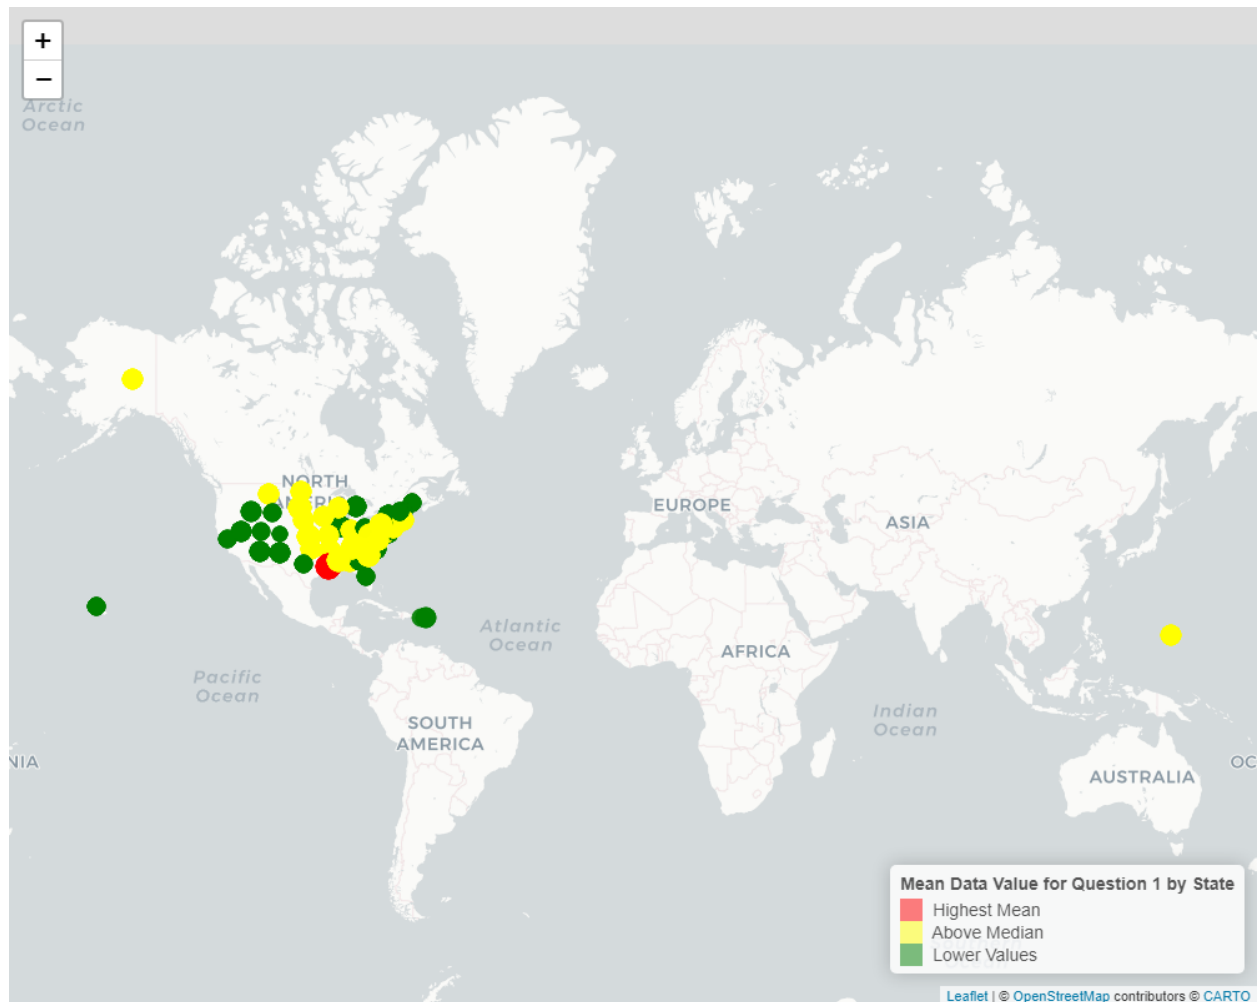 +
−
Arctic
Ocean
NORTH
EUROPE
ASIA
Atlantic
Ocean
AFRICA
Pacific
Ocean
SOUTH
AMERICA
Indian
Ocean
NIA
OC
AUSTRALIA
Mean Data Value for Question 1 by State
Highest Mean
Above Median
Lower Values
Leaflet | © OpenStreetMap contributors © CARTO